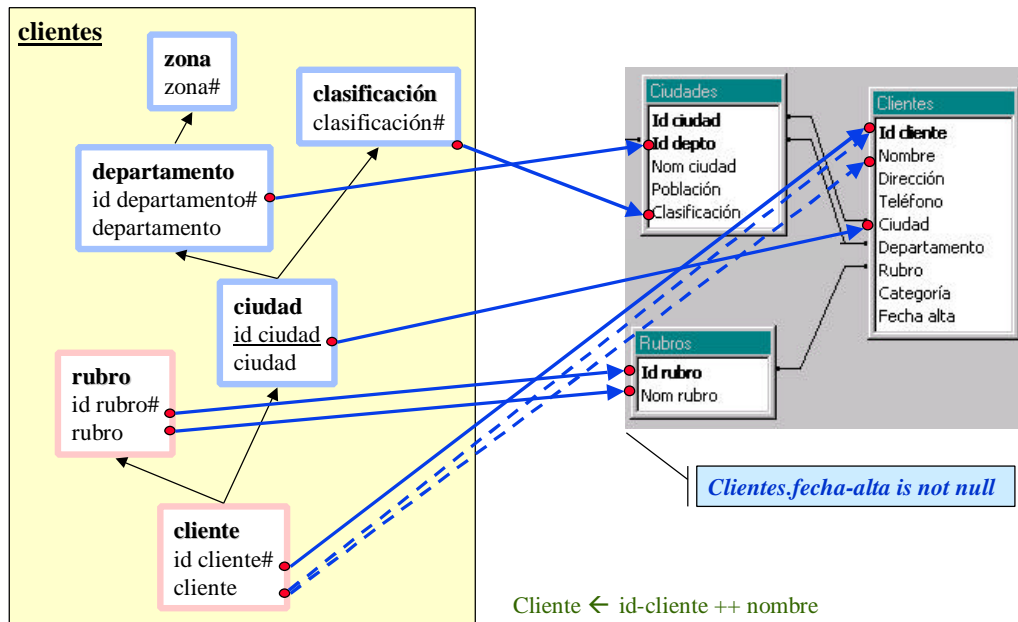 clientes
zona
zona#
clasificación
clasificación#
departamento
id departamento#
departamento
ciudad
id ciudad
ciudad
rubro
id rubro#
rubro
cliente
id cliente#
cliente
Ciudades
Id ciudad
Id depto
Nom ciudad
Población
Clasificación
Clientes
Id cliente
Nombre
Dirección
Teléfono
Ciudad
Departamento
Rubro
Categoría
Fecha alta
Rubros
Id rubro
Nom rubro
Clientes.fecha-alta is not null
Cliente ← id-cliente ++ nombre